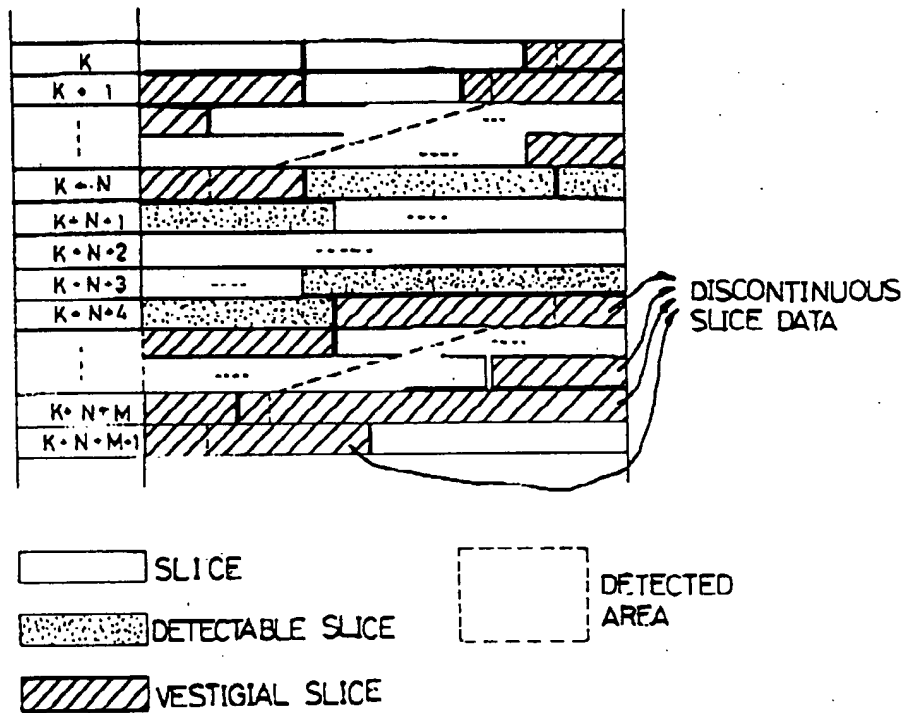 K
K • 1
K • N
K • N • 1
K • N • 2
K • N • 3
K • N • 4
K • N • M
K • N • M • 1
DISCONTINUOUS
SLICE DATA
SLICE
DETECTABLE SLICE
VESTIGIAL SLICE
DETECTED
AREA